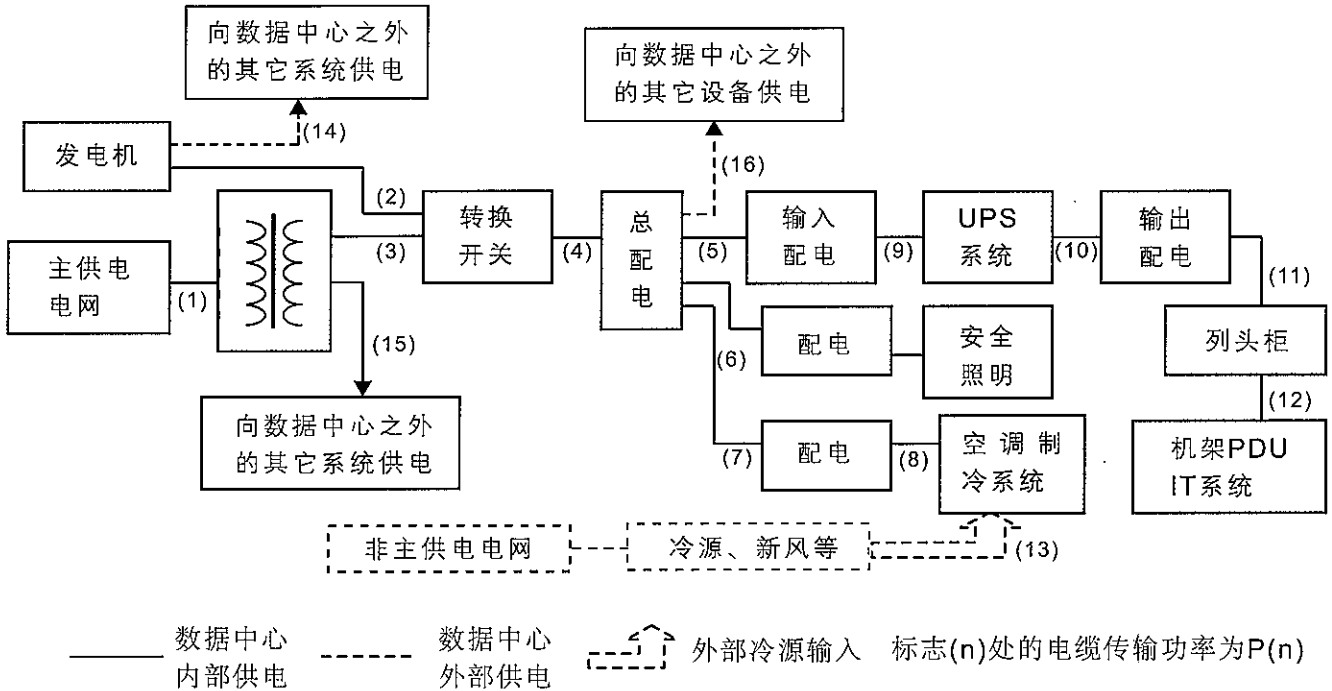 向数据中心之外
的其它系统供电
向数据中心之外
的其它设备供电
(14)
发电机
(16)
(2)
转换
开关
总
配
电
输入
配电
UPS
系统
输出
配电
主供电
电网
(1)
(3)
(4)
(5)
(9)
(10)
(11)
(15)
(6)
配电
安全
照明
列头柜
(12)
向数据中心之外
的其它系统供电
(7)
配电
(8)
空调制
冷系统
机架PDU
IT系统
非主供电电网
冷源、新风等
(13)
数据中心
内部供电
数据中心
外部供电
外部冷源输入
标志(n)处的电缆传输功率为P(n)